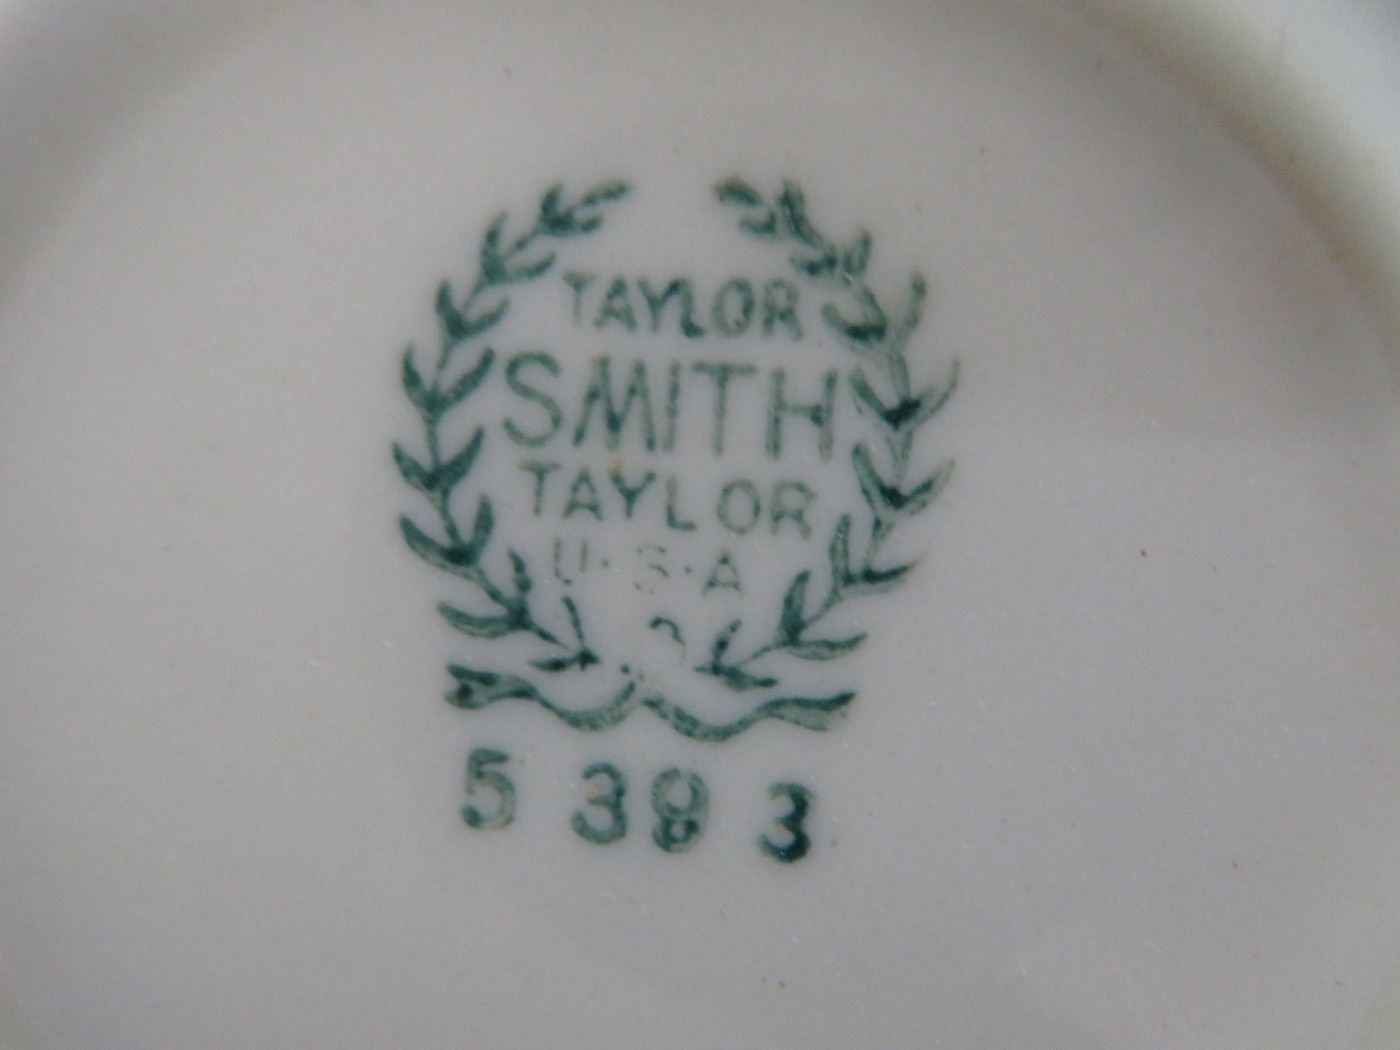 TAYLOR
SMITH
TAYLOR
U·S·A
5 39 3